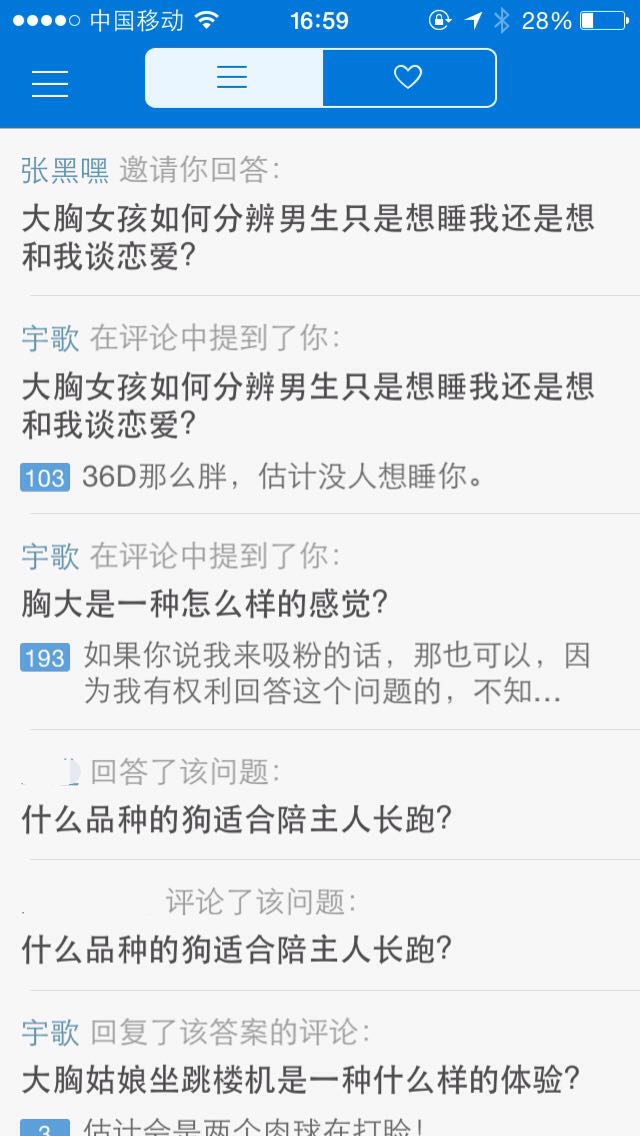 中国移动 16:59 28%
张黑嘿 邀请你回答：
大胸女孩如何分辨男生只是想睡我还是想
和我谈恋爱？
宇歌 在评论中提到了你：
大胸女孩如何分辨男生只是想睡我还是想
和我谈恋爱？
103 36D那么胖，估计没人想睡你。
宇歌 在评论中提到了你：
胸大是一种怎么样的感觉？
193 如果你说我来吸粉的话，那也可以，因
为我有权利回答这个问题的，不知…
回答了该问题：
什么品种的狗适合陪主人长跑？
评论了该问题：
什么品种的狗适合陪主人长跑？
宇歌 回复了该答案的评论：
大胸姑娘坐跳楼机是一种什么样的体验？
3 估计会是两个肉球在打脸！